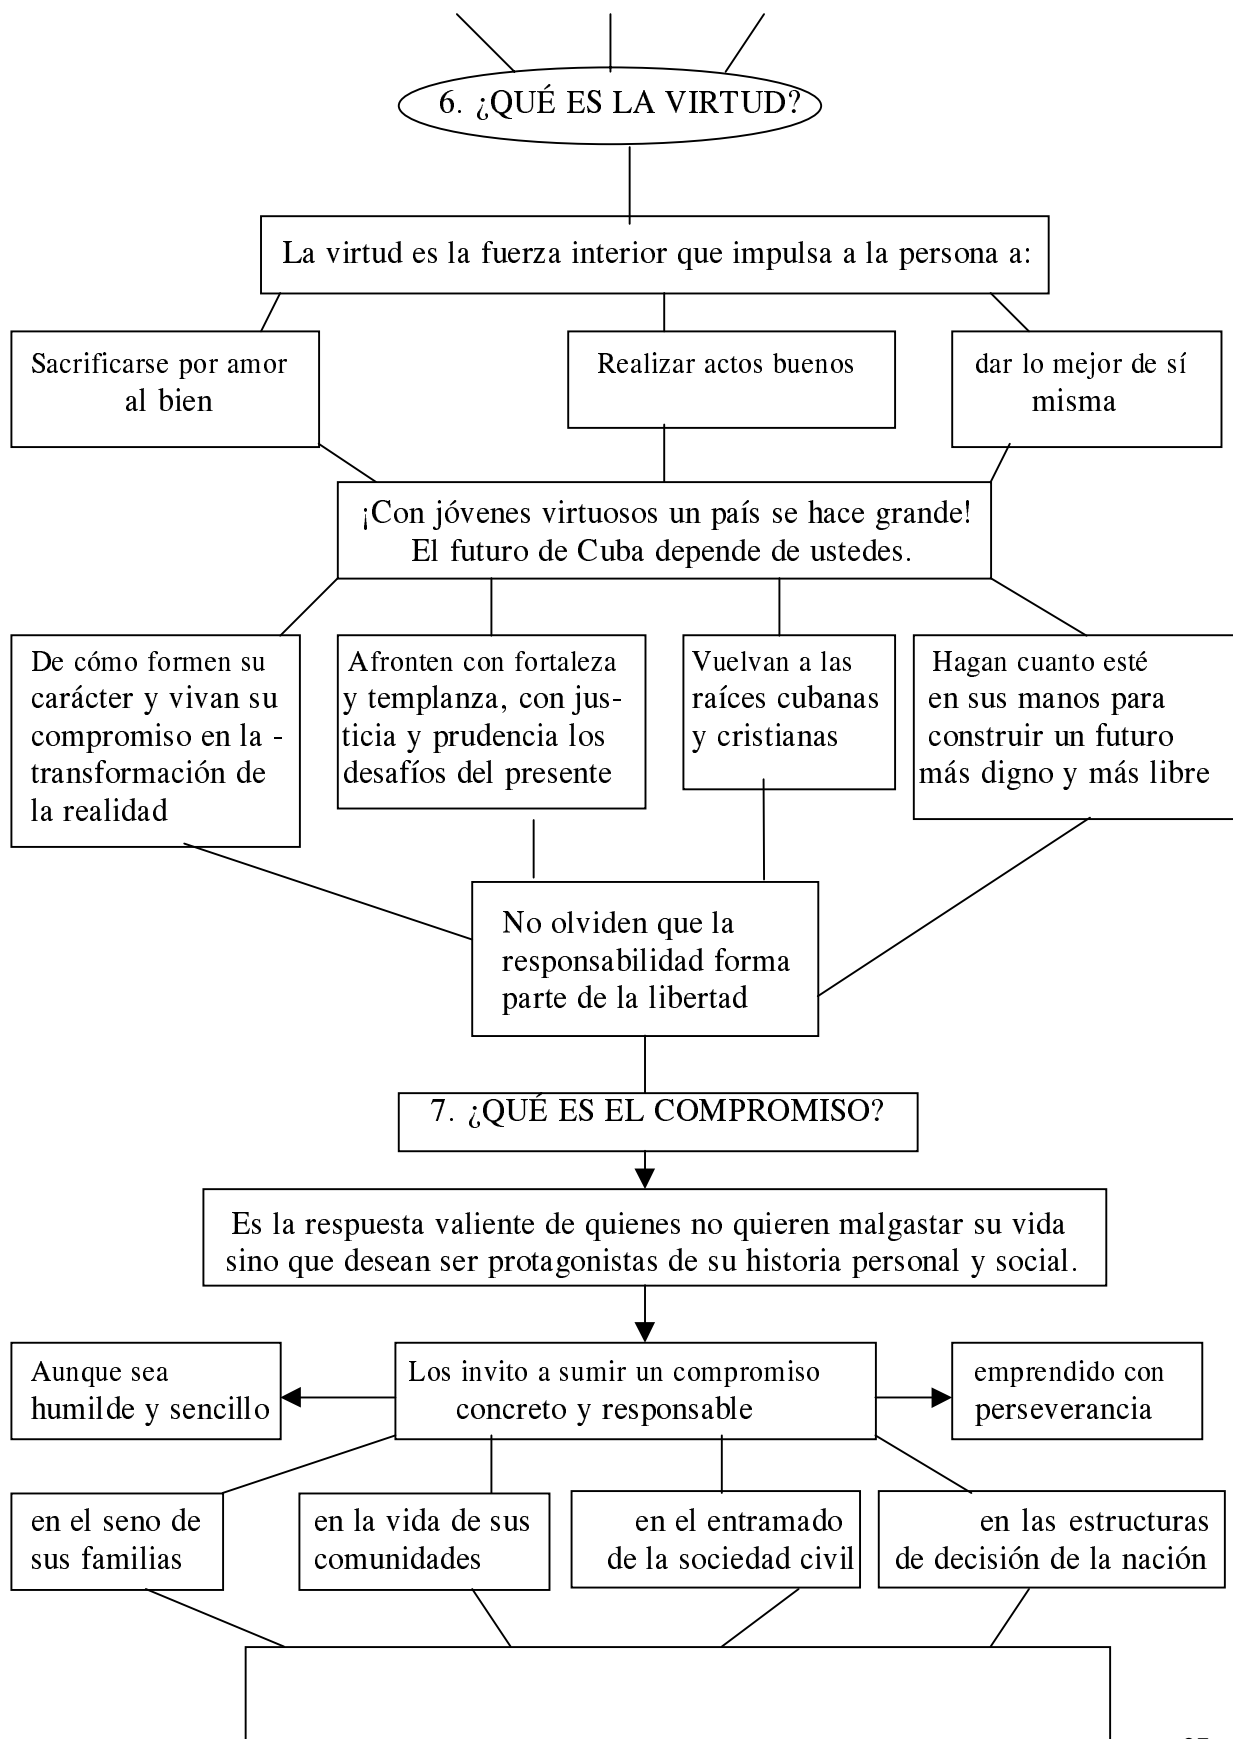 6. ¿QUÉ ES LA VIRTUD?
La virtud es la fuerza interior que impulsa a la persona a:
Sacrificarse por amor
al bien
Realizar actos buenos
dar lo mejor de sí
misma
¡Con jóvenes virtuosos un país se hace grande!
El futuro de Cuba depende de ustedes.
De cómo formen su
carácter y vivan su
compromiso en la -
transformación de
la realidad
Afronten con fortaleza
y templanza, con jus-
ticia y prudencia los
desafíos del presente
Vuelvan a las
raíces cubanas
y cristianas
Hagan cuanto esté
en sus manos para
construir un futuro
más digno y más libre
No olviden que la
responsabilidad forma
parte de la libertad
7. ¿QUÉ ES EL COMPROMISO?
Es la respuesta valiente de quienes no quieren malgastar su vida
sino que desean ser protagonistas de su historia personal y social.
Aunque sea
humilde y sencillo
Los invito a sumir un compromiso
concreto y responsable
emprendido con
perseverancia
en el seno de
sus familias
en la vida de sus
comunidades
en el entramado
de la sociedad civil
en las estructuras
de decisión de la nación